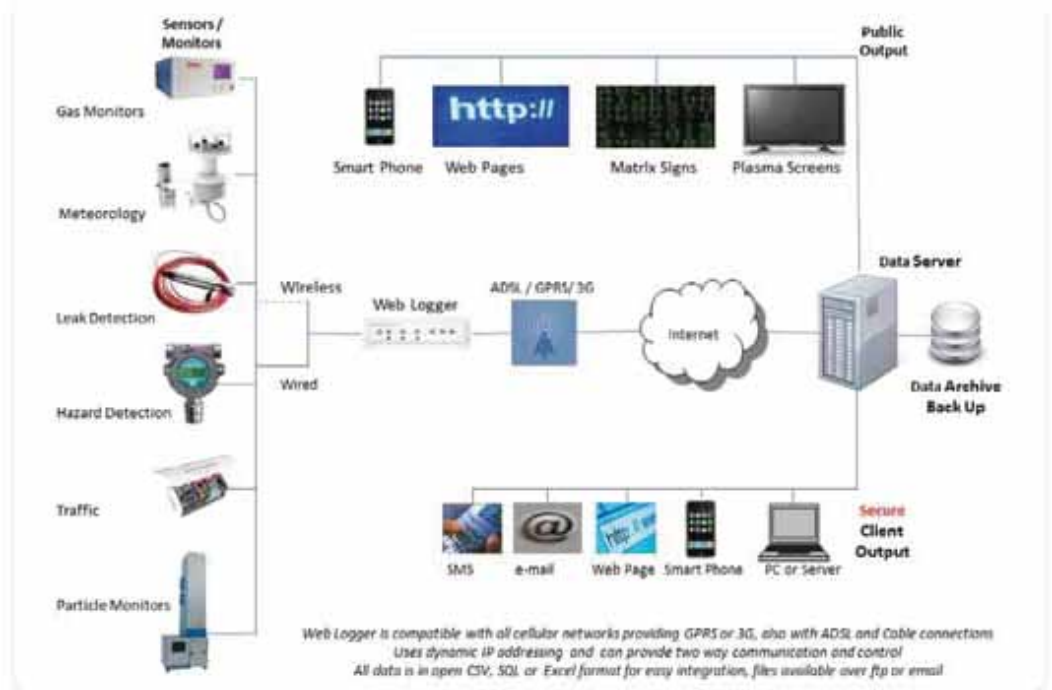 Sensors /
Monitors
Gas Monitors
Meteorology
Leak Detection
Hazard Detection
Traffic
Particle Monitors
Wireless
Wired
Web Logger
ADSL / GPRS/ 3G
Internet
Public
Output
http://
Smart Phone
Web Pages
Matrix Signs
Plasma Screens
Data Server
Data Archive
Back Up
@
http://
SMS
e-mail
Web Page
Smart Phone
PC or Server
Secure
Client
Output
Web Logger is compatible with all cellular networks providing GPRS or 3G, also with ADSL and Cable connections
Uses dynamic IP addressing and can provide two way communication and control
All data is in open CSV, SQL or Excel format for easy integration, files available over ftp or email